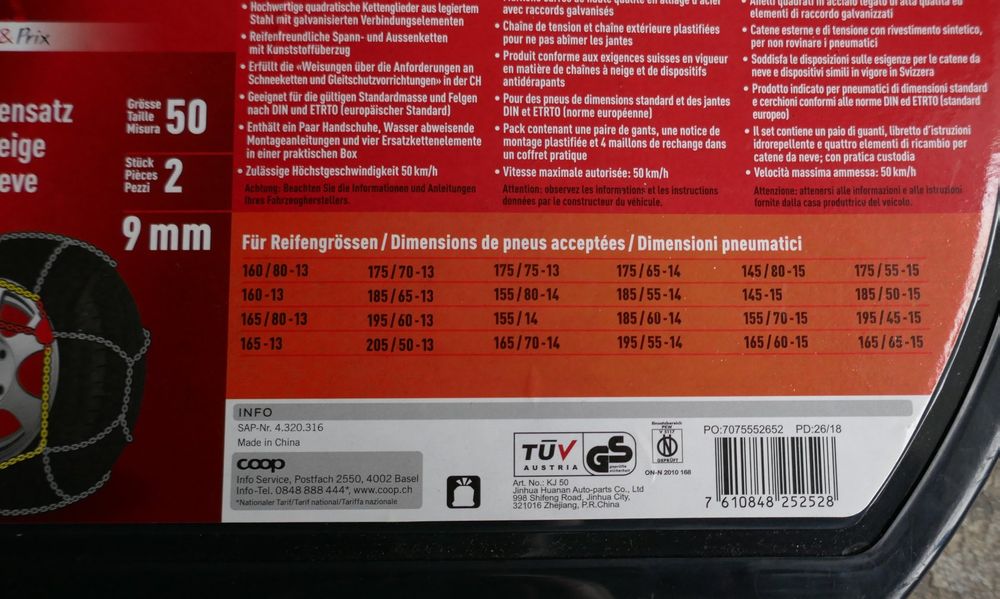 & Prix
ensatz
eige
eve
Grösse
Taille
Misura
50
Stück
Pièces
Pezzi
2
9 mm
• Hochwertige quadratische Kettenglieder aus legiertem
Stahl mit galvanisierten Verbindungselementen
• Reifenfreundliche Spann- und Aussenketten
mit Kunststoffüberzug
• Erfüllt die «Weisungen über die Anforderungen an
Schneeketten und Gleitschutzvorrichtungen» in der CH
• Geeignet für die gültigen Standardmasse und Felgen
nach DIN und ETRTO (europäischer Standard)
• Enthält ein Paar Handschuhe, Wasser abweisende
Montageanleitungen und vier Ersatzkettenelemente
in einer praktischen Box
• Zulässige Höchstgeschwindigkeit 50 km/h
Achtung: Beachten Sie die Informationen und Anleitungen
Ihres Fahrzeugherstellers.
avec raccords galvanisés
• Chaîne de tension et chaîne extérieure plastifiées
pour ne pas abîmer les jantes
• Produit conforme aux exigences suisses en vigueur
en matière de chaînes à neige et de dispositifs
antidérapants
• Pour des pneus de dimensions standard et des jantes
DIN et ETRTO (norme européenne)
• Pack contenant une paire de gants, une notice de
montage plastifiée et 4 maillons de rechange dans
un coffret pratique
• Vitesse maximale autorisée: 50 km/h
Attention: observez les informations et les instructions
données par le constructeur du véhicule.
• Anelli quadrati in acciaio legato di alta qualità ed
elementi di raccordo galvanizzati
• Catene esterne e di tensione con rivestimento sintetico,
per non rovinare i pneumatici
• Soddisfa le disposizioni sulle esigenze per le catene da
neve e dispositivi simili in vigore in Svizzera
• Prodotto indicato per pneumatici di dimensioni standard
e cerchioni conformi alle norme DIN ed ETRTO (standard
europeo)
• Il set contiene un paio di guanti, libretto d'istruzioni
idrorepellente e quattro elementi di ricambio per
catene da neve; con pratica custodia
• Velocità massima ammessa: 50 km/h
Attenzione: attenersi alle informazioni e alle istruzioni
fornite dalla casa produttrice del veicolo.
Für Reifengrössen / Dimensions de pneus acceptées / Dimensioni pneumatici
160 / 80 - 13 175 / 70 - 13 175 / 75 - 13 175 / 65 - 14 145 / 80 - 15 175 / 55 - 15
160 - 13 185 / 65 - 13 155 / 80 - 14 185 / 55 - 14 145 - 15 185 / 50 - 15
165 / 80 - 13 195 / 60 - 13 155 / 14 185 / 60 - 14 155 / 70 - 15 195 / 45 - 15
165 - 13 205 / 50 - 13 165 / 70 - 14 195 / 55 - 14 165 / 60 - 15 165 / 65 - 15
INFO
SAP-Nr. 4.320.316
Made in China
coop
Info Service, Postfach 2550, 4002 Basel
Info-Tel. 0848 888 444*, www.coop.ch
*Nationaler Tarif/Tarif national/Tariffa nazionale
TÜV
AUSTRIA
GS
geprüfte
Sicherheit
Art. No.: KJ 50
Jinhua Huanan Auto-parts Co., Ltd
998 Shifeng Road, Jinhua City,
321016 Zhejiang, P.R.China
Einsatzbereich
PKW
V 5117
N
GEPRÜFT
ON-N 2010 168
PO:7075552652 PD:26/18
7 610848 252528